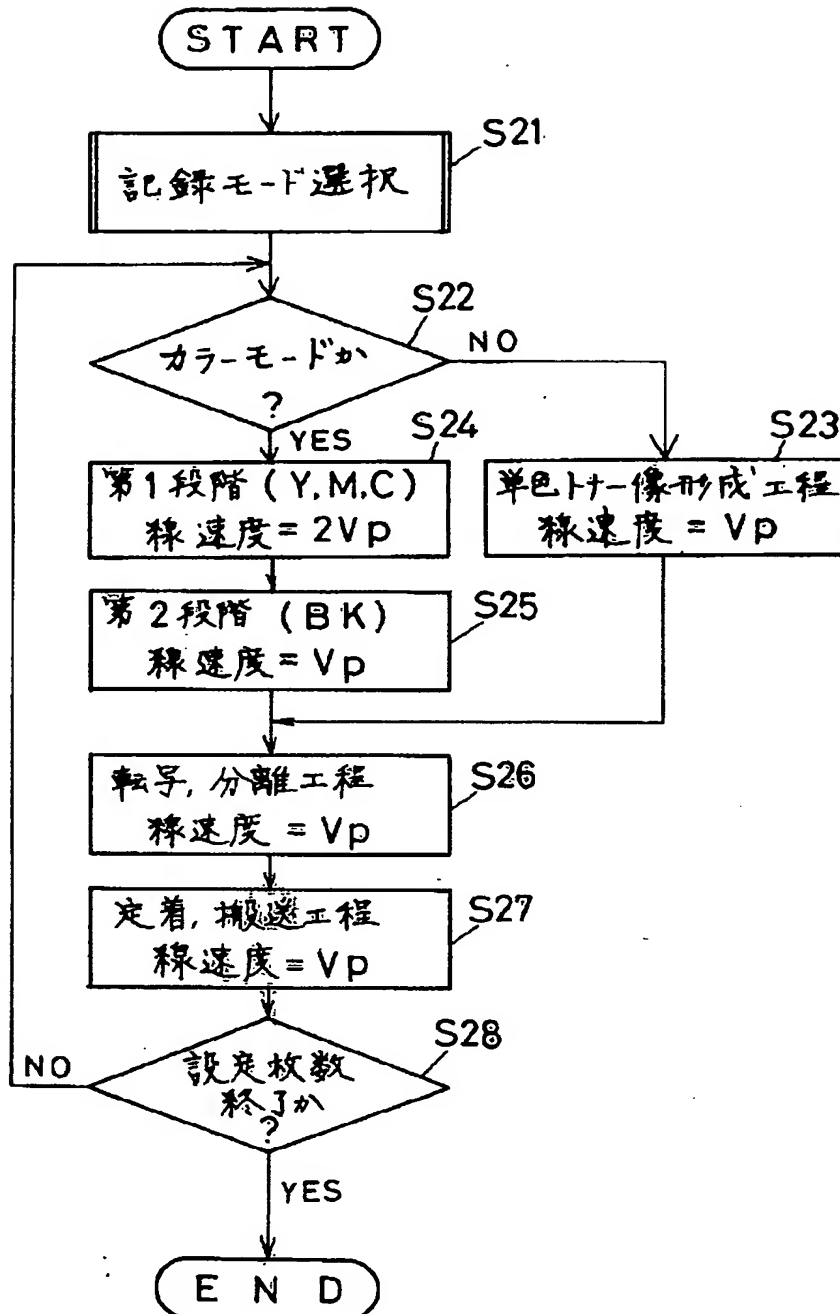 START
S21
記録モード選択
S22
カラーモードか
?
NO
YES
S24
第1段階(Y,M,C)
線速度=2Vp
S23
単色トナー像形成工程
線速度=Vp
第2段階(BK)
線速度=Vp
S25
転写,分離工程
線速度=Vp
S26
定着,搬送工程
線速度=Vp
S27
S28
設定枚数
終了か
?
NO
YES
END